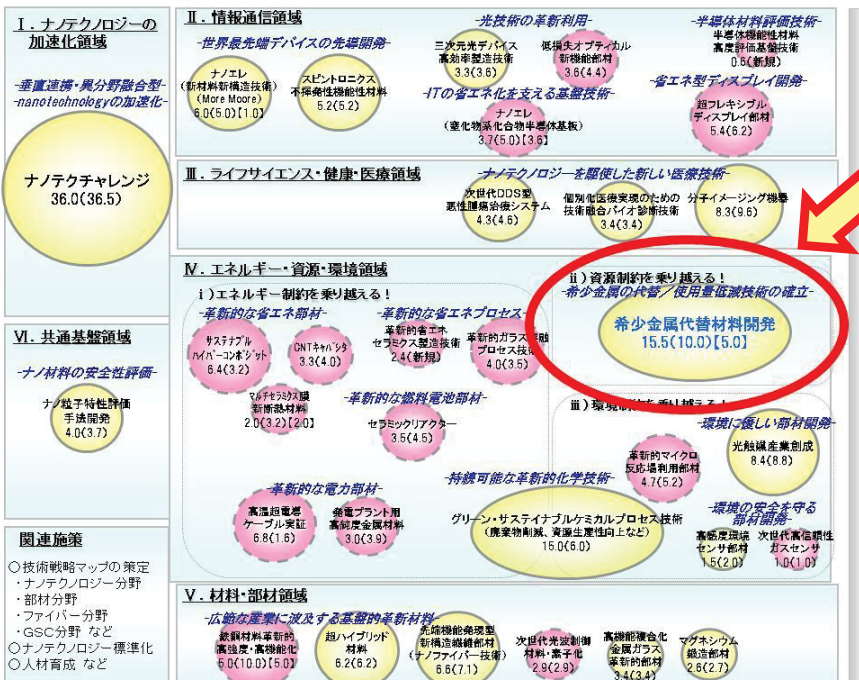 Ⅰ．ナノテクノロジーの
加速化領域
-垂直連携・異分野融合型-
-nanotechnologyの加速化-
ナノテクチャレンジ
36.0(36.5)
Ⅵ．共通基盤領域
-ナノ材料の安全性評価-
ナノ粒子特性評価
手法開発
4.0(3.7)
関連施策
○技術戦略マップの策定
・ナノテクノロジー分野
・部材分野
・ファイバー分野
・GSC分野 など
○ナノテクノロジー標準化
○人材育成 など
Ⅱ．情報通信領域
-世界最先端デバイスの先導開発-
ナノエレ
(新材料新構造技術)
(More Moore)
6.0(5.0)【1.0】
スピントロニクス
不揮発性機能性材料
5.2(5.2)
-光技術の革新利用-
三次元光デバイス
高効率製造技術
3.3(3.6)
低損失オプティカル
新機能部材
3.6(4.4)
-ITの省エネ化を支える基盤技術-
ナノエレ
(窒化物系化合物半導体基板)
3.7(5.0)【3.6】
-半導体材料評価技術-
半導体機能性材料
高度評価基盤技術
0.6(新規)
-省エネ型ディスプレイ開発-
超フレキシブル
ディスプレイ部材
5.4(6.2)
Ⅲ．ライフサイエンス・健康・医療領域
-ナノテクノロジーを駆使した新しい医療技術-
次世代DDS型
悪性腫瘍治療システム
4.3(4.6)
個別化医療実現のための
技術融合バイオ診断技術
3.4(3.4)
分子イメージング機器
8.3(9.6)
Ⅳ．エネルギー・資源・環境領域
ⅰ)エネルギー制約を乗り越える！
-革新的な省エネ部材-
サステナブル
ハイパーコンポジット
6.4(3.2)
CNTキャパシタ
3.3(4.0)
マルチセラミクス膜
新断熱材料
2.0(3.2)【2.0】
-革新的な省エネプロセス-
革新的省エネ
セラミクス製造技術
2.4(新規)
革新的ガラス溶融
プロセス技術
4.0(3.5)
-革新的な燃料電池部材-
セラミックリアクター
3.5(4.5)
-革新的な電力部材-
高温超電導
ケーブル実証
6.8(1.6)
発電プラント用
高純度金属材料
3.0(3.9)
-持続可能な革新的化学技術-
グリーン・サステイナブルケミカルプロセス技術
(廃棄物削減、資源生産性向上など)
15.0(6.0)
ⅱ)資源制約を乗り越える！
-希少金属の代替／使用量低減技術の確立-
希少金属代替材料開発
15.5(10.0)【5.0】
ⅲ)環境制約を乗り越える！
-環境に優しい部材開発-
光触媒産業創成
8.4(8.8)
革新的マイクロ
反応場利用部材
4.7(5.2)
-環境の安全を守る
部材開発-
高感度環境
センサ部材
1.5(2.0)
次世代高信頼性
ガスセンサ
1.0(1.0)
Ⅴ．材料・部材領域
-広範な産業に波及する基盤的革新材料-
鉄鋼材料革新的
高強度・高機能化
5.0(10.0)【5.0】
超ハイブリッド
材料
6.2(6.2)
先端機能発現型
新構造繊維部材
(ナノファイバー技術)
6.6(7.1)
次世代光波制御
材料・素子化
2.9(2.9)
高機能複合化
金属ガラス
革新的部材
3.4(3.4)
マグネシウム
鍛造部材
2.6(2.7)